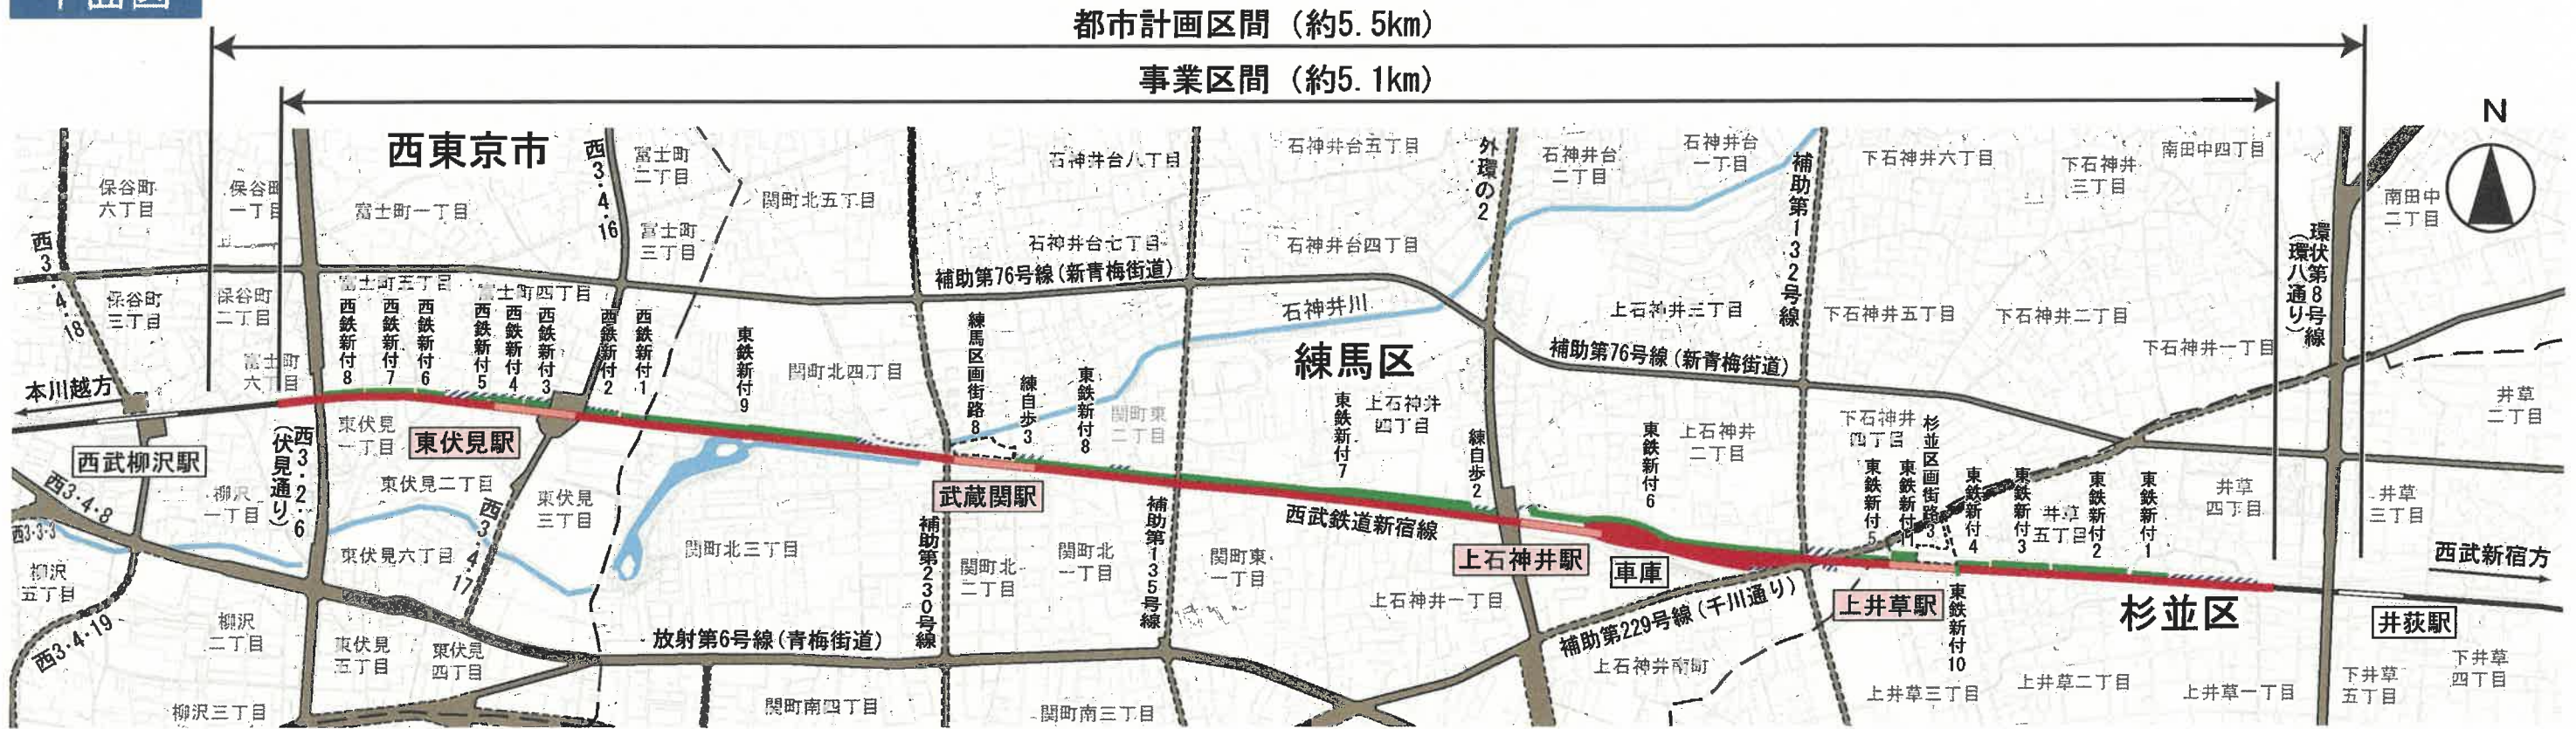 平面図
都市計画区間 (約5.5km)
事業区間 (約5.1km)
N
西東京市
練馬区
杉並区
保谷町
六丁目
保谷町
一丁目
富士町一丁目
西3・4・16
富士町
二丁目
富士町
三丁目
関町北五丁目
石神井台八丁目
石神井台七丁目
石神井台五丁目
石神井台四丁目
外環の2
石神井台
二丁目
石神井台
一丁目
補助第132号線
下石神井六丁目
下石神井
三丁目
南田中四丁目
南田中
二丁目
環状第8号線
(環八通り)
西3・4・18
保谷町
三丁目
保谷町
二丁目
富士町五丁目
富士町四丁目
富士町
六丁目
補助第76号線(新青梅街道)
石神井川
上石神井三丁目
下石神井五丁目
下石神井二丁目
下石神井一丁目
補助第76号線(新青梅街道)
西鉄新付8
西鉄新付7
西鉄新付6
西鉄新付5
西鉄新付4
西鉄新付3
西鉄新付2
西鉄新付1
東鉄新付9
関町北四丁目
練馬区画街路8
練自歩3
東鉄新付8
関町東
二丁目
東鉄新付7
上石神井
四丁目
練自歩2
東鉄新付6
上石神井
二丁目
下石神井
四丁目
東鉄新付5
東鉄新付11
杉並区画街路3
東鉄新付4
東鉄新付3
井草
五丁目
東鉄新付2
東鉄新付1
井草
四丁目
井草
三丁目
井草
二丁目
本川越方
西武柳沢駅
西3・2・6
(伏見通り)
東伏見
一丁目
東伏見駅
東伏見二丁目
東伏見
三丁目
西3・4・17
武蔵関駅
西武鉄道新宿線
上石神井駅
車庫
上井草駅
西武新宿方
井荻駅
西3・4・8
西3・3・3
柳沢
一丁目
柳沢
五丁目
西3・4・19
柳沢
二丁目
柳沢三丁目
東伏見六丁目
東伏見
五丁目
東伏見
四丁目
関町北三丁目
放射第6号線(青梅街道)
補助第230号線
関町北
二丁目
関町北
一丁目
補助第135号線
関町東
一丁目
上石神井一丁目
補助第229号線(千川通り)
上石神井南町
東鉄新付10
上井草三丁目
上井草二丁目
上井草一丁目
下井草
五丁目
下井草
四丁目
関町南四丁目
関町南三丁目